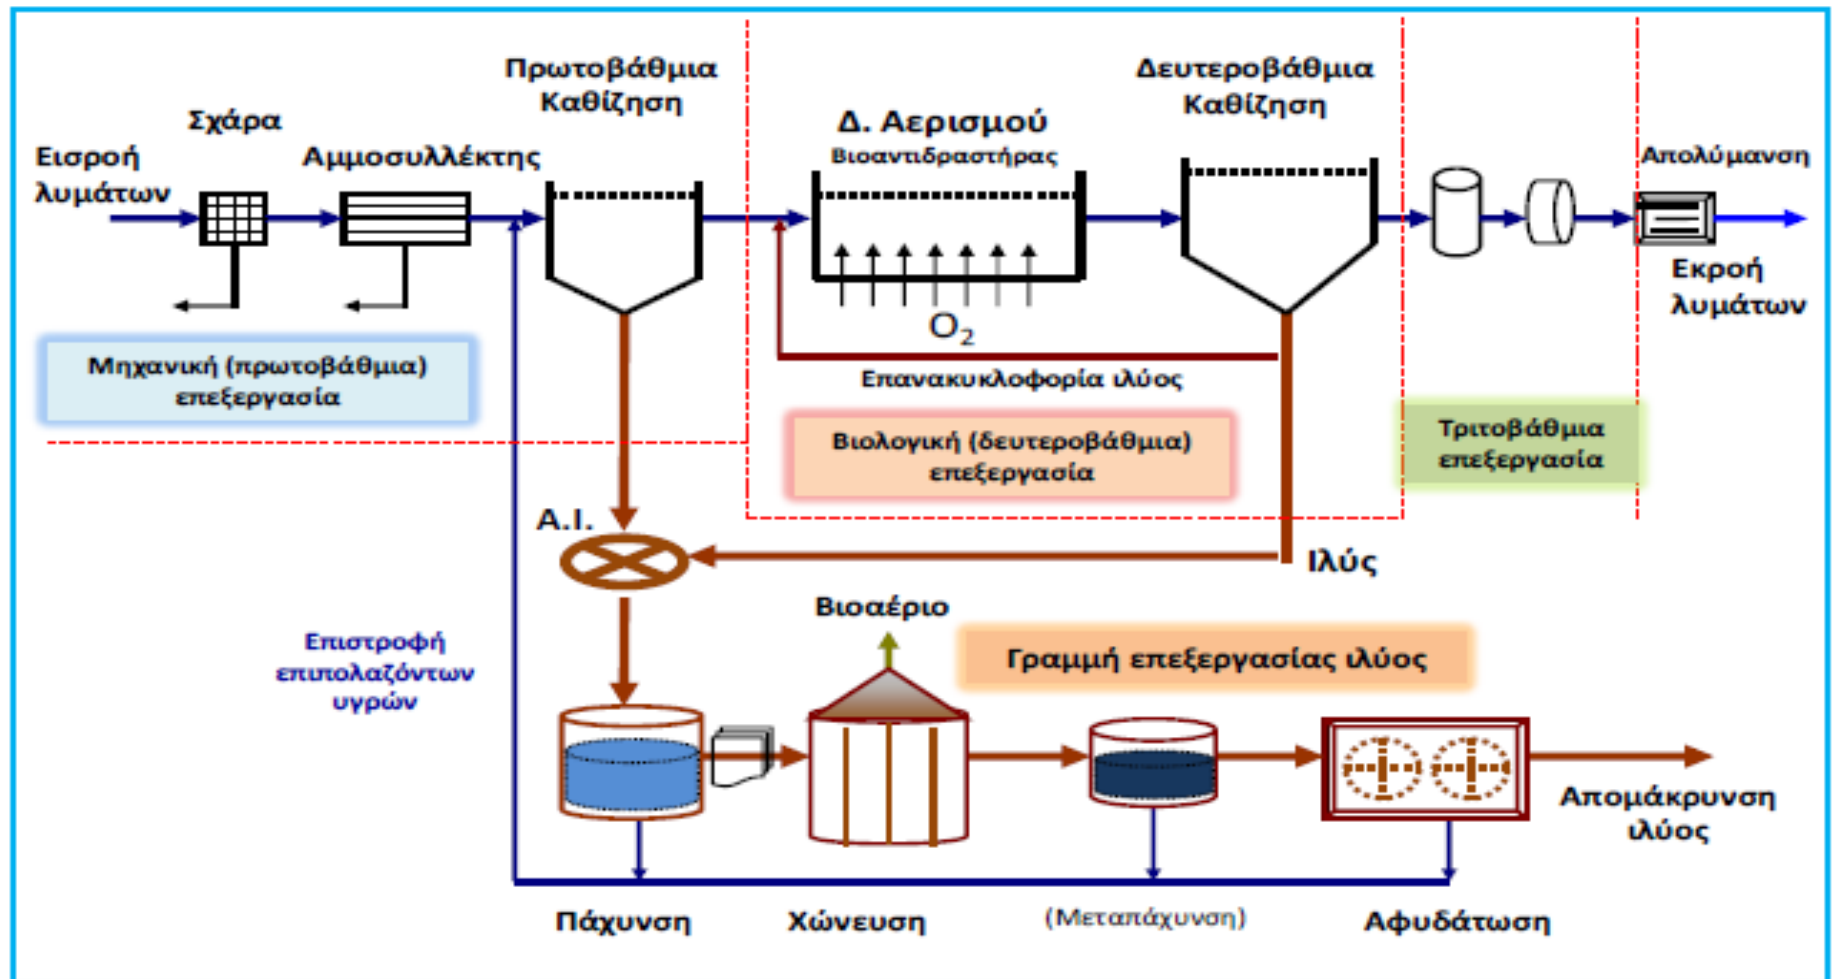 Πρωτοβάθμια
Καθίζηση
Δευτεροβάθμια
Καθίζηση
Σχάρα
Δ. Αερισμού
Βιοαντιδραστήρας
Εισροή
λυμάτων
Αμμοσυλλέκτης
Απολύμανση
Εκροή
λυμάτων
O₂
Μηχανική (πρωτοβάθμια)
επεξεργασία
Επανακυκλοφορία ιλύος
Βιολογική (δευτεροβάθμια)
επεξεργασία
Τριτοβάθμια
επεξεργασία
Α.Ι.
Ιλύς
Βιοαέριο
Επιστροφή
επιπολαζόντων
υγρών
Γραμμή επεξεργασίας ιλύος
Απομάκρυνση
ιλύος
Πάχυνση
Χώνευση
(Μεταπάχυνση)
Αφυδάτωση